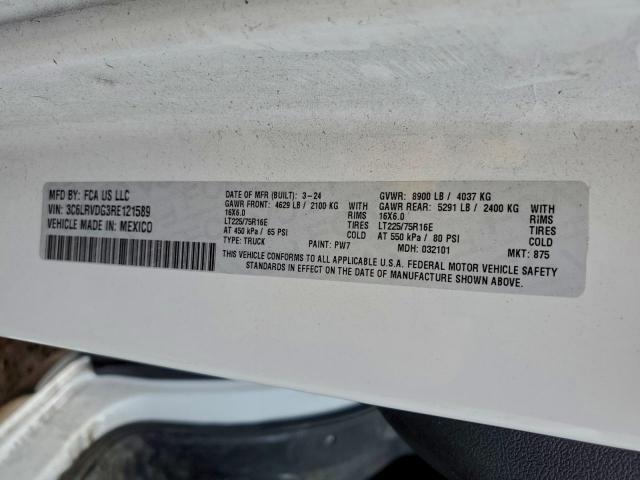 MFD BY: FCA US LLC
VIN: 3C6LRVDG3RE121589
VEHICLE MADE IN: MEXICO
DATE OF MFR (BUILT): 3-24
GVWR: 8900 LB / 4037 KG
GAWR FRONT: 4629 LB / 2100 KG WITH
GAWR REAR: 5291 LB / 2400 KG WITH
16X6.0 RIMS
16X6.0 RIMS
LT225/75R16E TIRES
LT225/75R16E TIRES
AT 450 kPa / 65 PSI COLD
AT 550 kPa / 80 PSI COLD
TYPE: TRUCK PAINT: PW7 MDH: 032101 MKT: 875
THIS VEHICLE CONFORMS TO ALL APPLICABLE U.S.A. FEDERAL MOTOR VEHICLE SAFETY
STANDARDS IN EFFECT ON THE DATE OF MANUFACTURE SHOWN ABOVE.